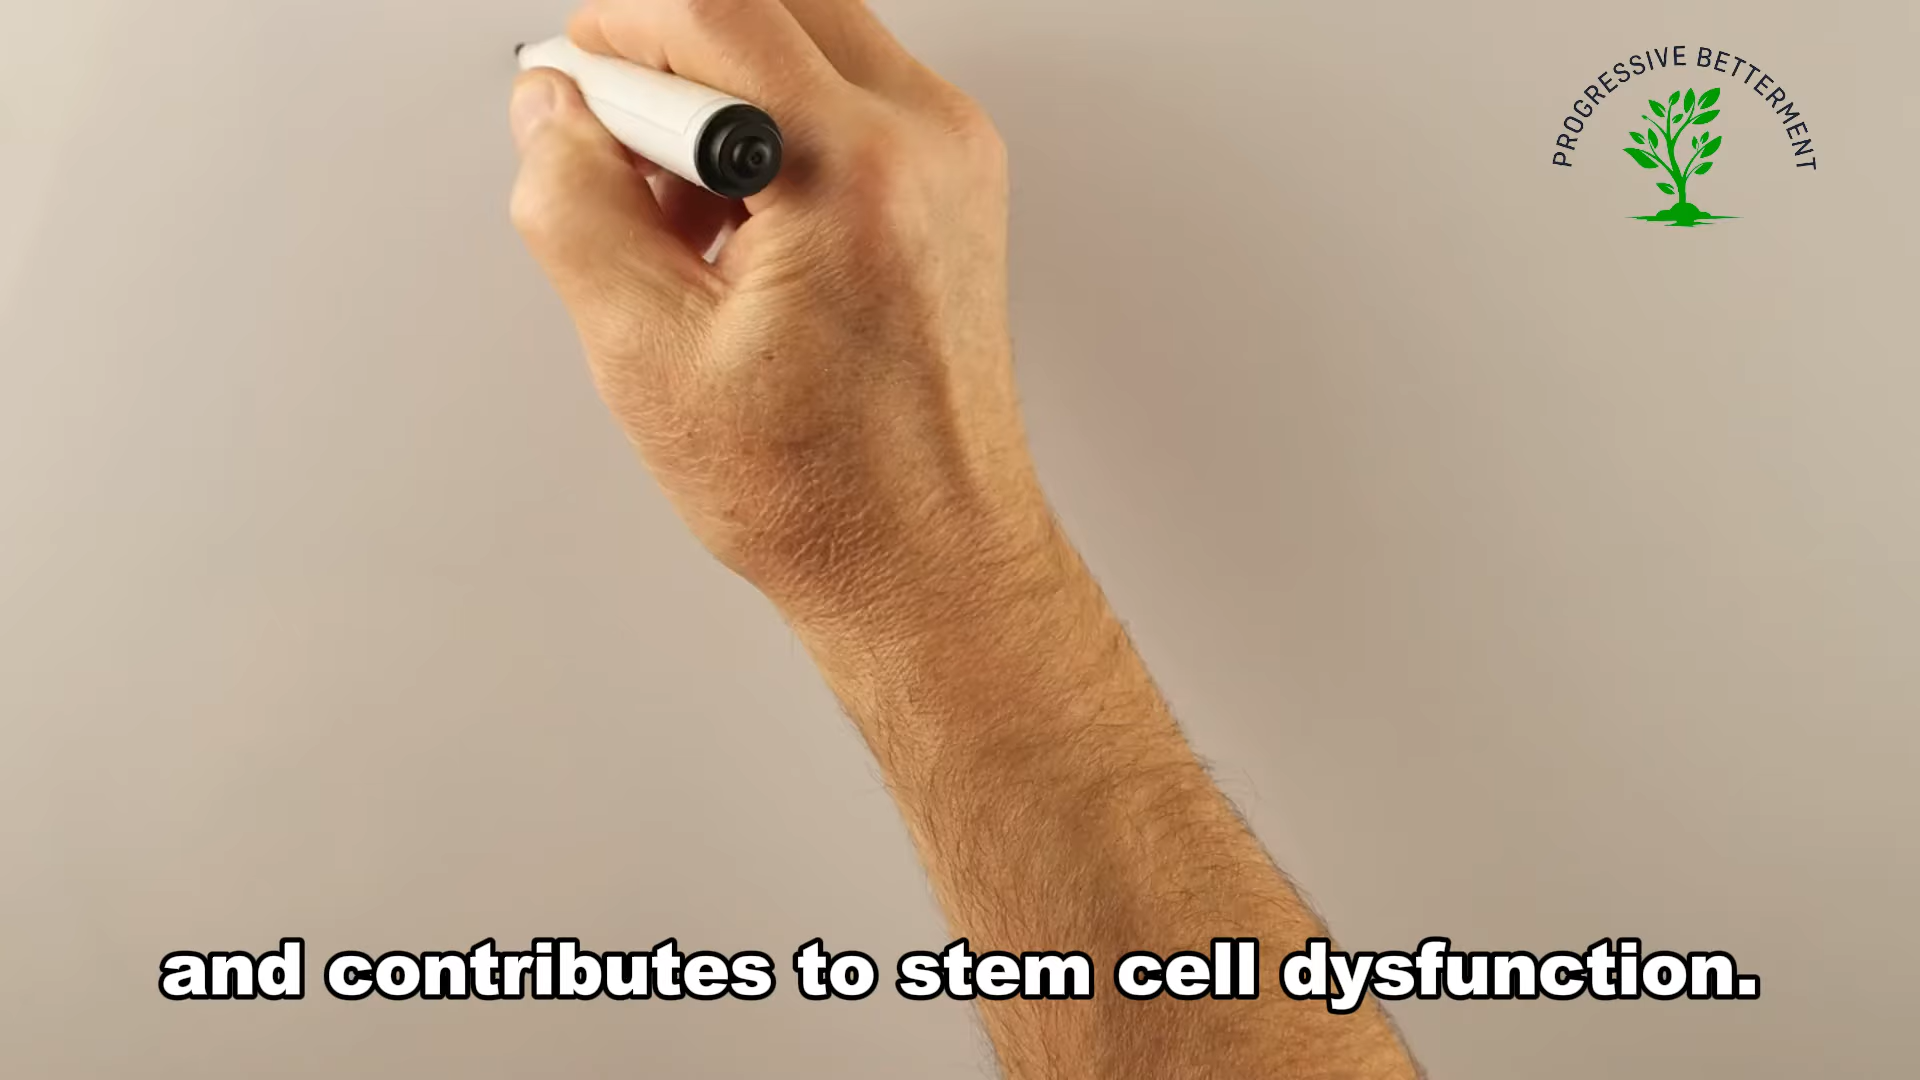 PROGRESSIVE BETTERMENT
and contributes to stem cell dysfunction.